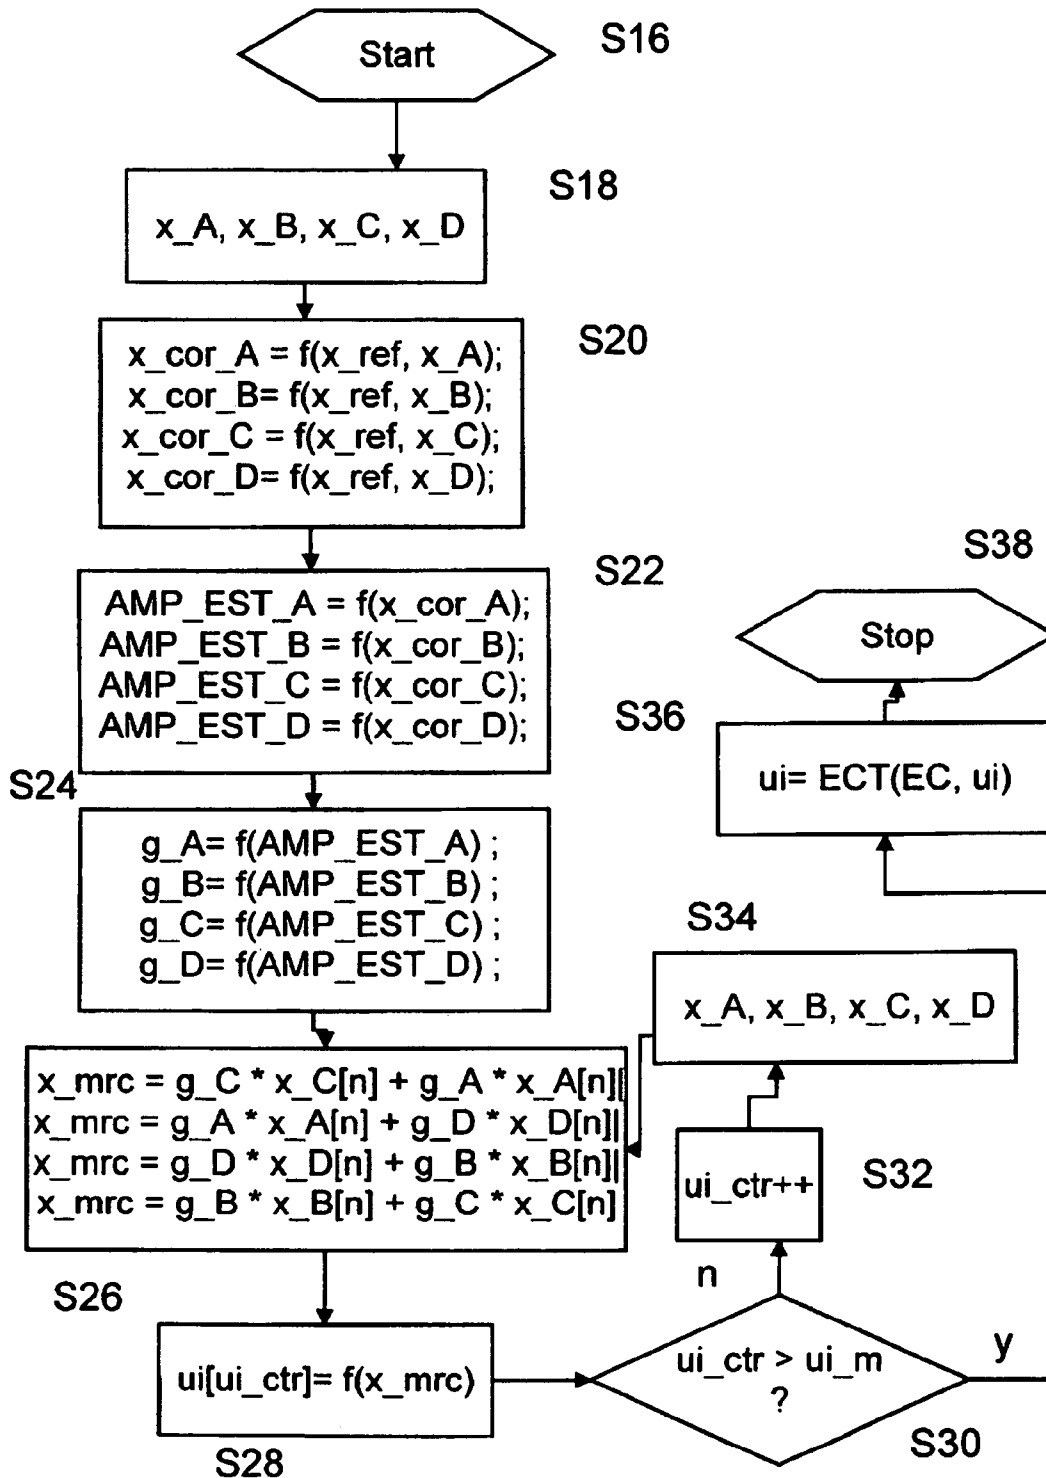 Start
S16
S18
x_A, x_B, x_C, x_D
S20
x_cor_A = f(x_ref, x_A);
x_cor_B= f(x_ref, x_B);
x_cor_C = f(x_ref, x_C);
x_cor_D= f(x_ref, x_D);
S22
AMP_EST_A = f(x_cor_A);
AMP_EST_B = f(x_cor_B);
AMP_EST_C = f(x_cor_C);
AMP_EST_D = f(x_cor_D);
S24
g_A= f(AMP_EST_A) ;
g_B= f(AMP_EST_B) ;
g_C= f(AMP_EST_C) ;
g_D= f(AMP_EST_D) ;
x_mrc = g_C * x_C[n] + g_A * x_A[n]|
x_mrc = g_A * x_A[n] + g_D * x_D[n]|
x_mrc = g_D * x_D[n] + g_B * x_B[n]|
x_mrc = g_B * x_B[n] + g_C * x_C[n]
S26
ui[ui_ctr]= f(x_mrc)
S28
ui_ctr > ui_m
?
S30
n
y
ui_ctr++
S32
S34
x_A, x_B, x_C, x_D
S36
ui= ECT(EC, ui)
S38
Stop